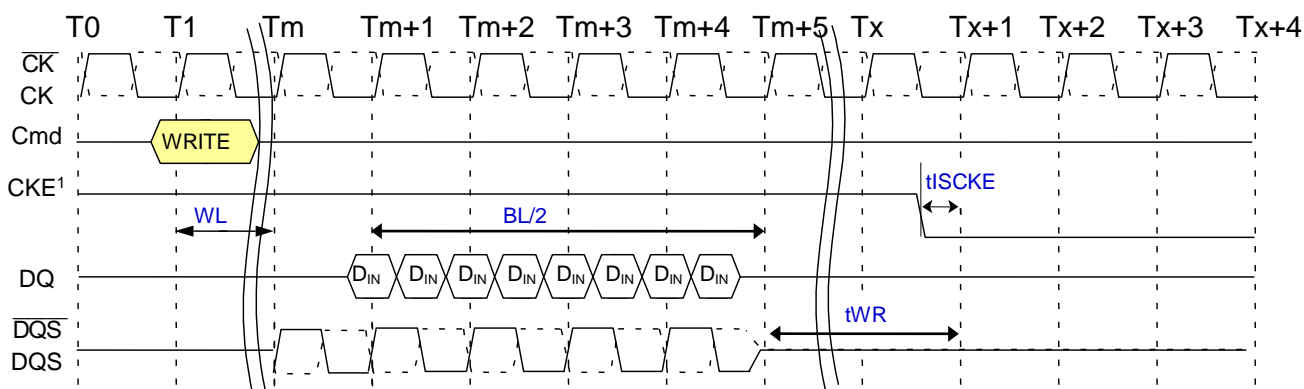 T0 T1 Tm Tm+1 Tm+2 Tm+3 Tm+4 Tm+5 Tx Tx+1 Tx+2 Tx+3 Tx+4
CK
CK
Cmd WRITE
CKE1 tISCKE
WL BL/2
DQ DIN DIN DIN DIN DIN DIN DIN DIN
tWR
DQS
DQS